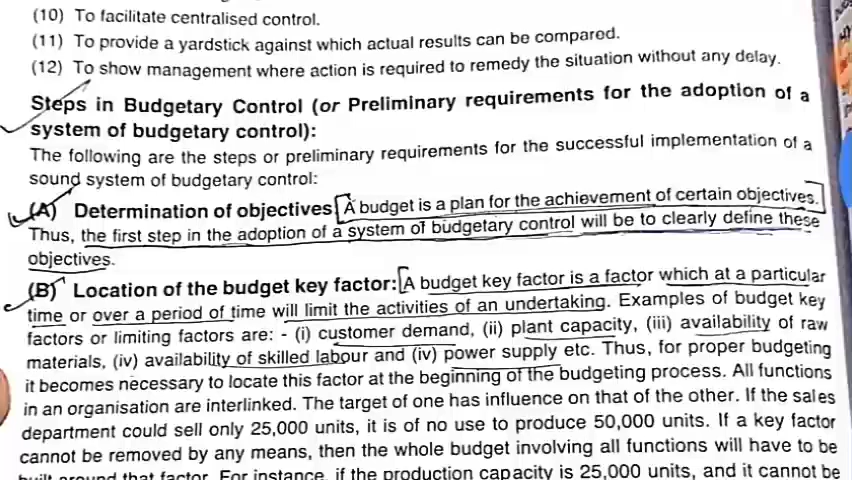 (10) To facilitate centralised control.
(11) To provide a yardstick against which actual results can be compared.
(12) To show management where action is required to remedy the situation without any delay.
Steps in Budgetary Control (or Preliminary requirements for the adoption of a
system of budgetary control):
The following are the steps or preliminary requirements for the successful implementation of a
sound system of budgetary control:
(A) Determination of objectives: A budget is a plan for the achievement of certain objectives.
Thus, the first step in the adoption of a system of budgetary control will be to clearly define these
objectives.
(B) Location of the budget key factor: A budget key factor is a factor which at a particular
time or over a period of time will limit the activities of an undertaking. Examples of budget key
factors or limiting factors are: - (i) customer demand, (ii) plant capacity, (iii) availability of raw
materials, (iv) availability of skilled labour and (iv) power supply etc. Thus, for proper budgeting
it becomes necessary to locate this factor at the beginning of the budgeting process. All functions
in an organisation are interlinked. The target of one has influence on that of the other. If the sales
department could sell only 25,000 units, it is of no use to produce 50,000 units. If a key factor
cannot be removed by any means, then the whole budget involving all functions will have to be
built around that factor. For instance, if the production capacity is 25,000 units, and it cannot be